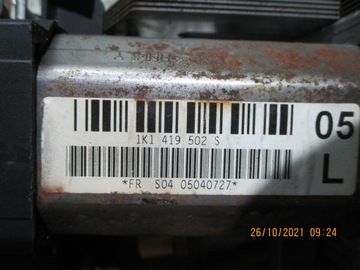 1K1 419 502 S
05
*FR S04 05040727*
L
26/10/2021 09:24